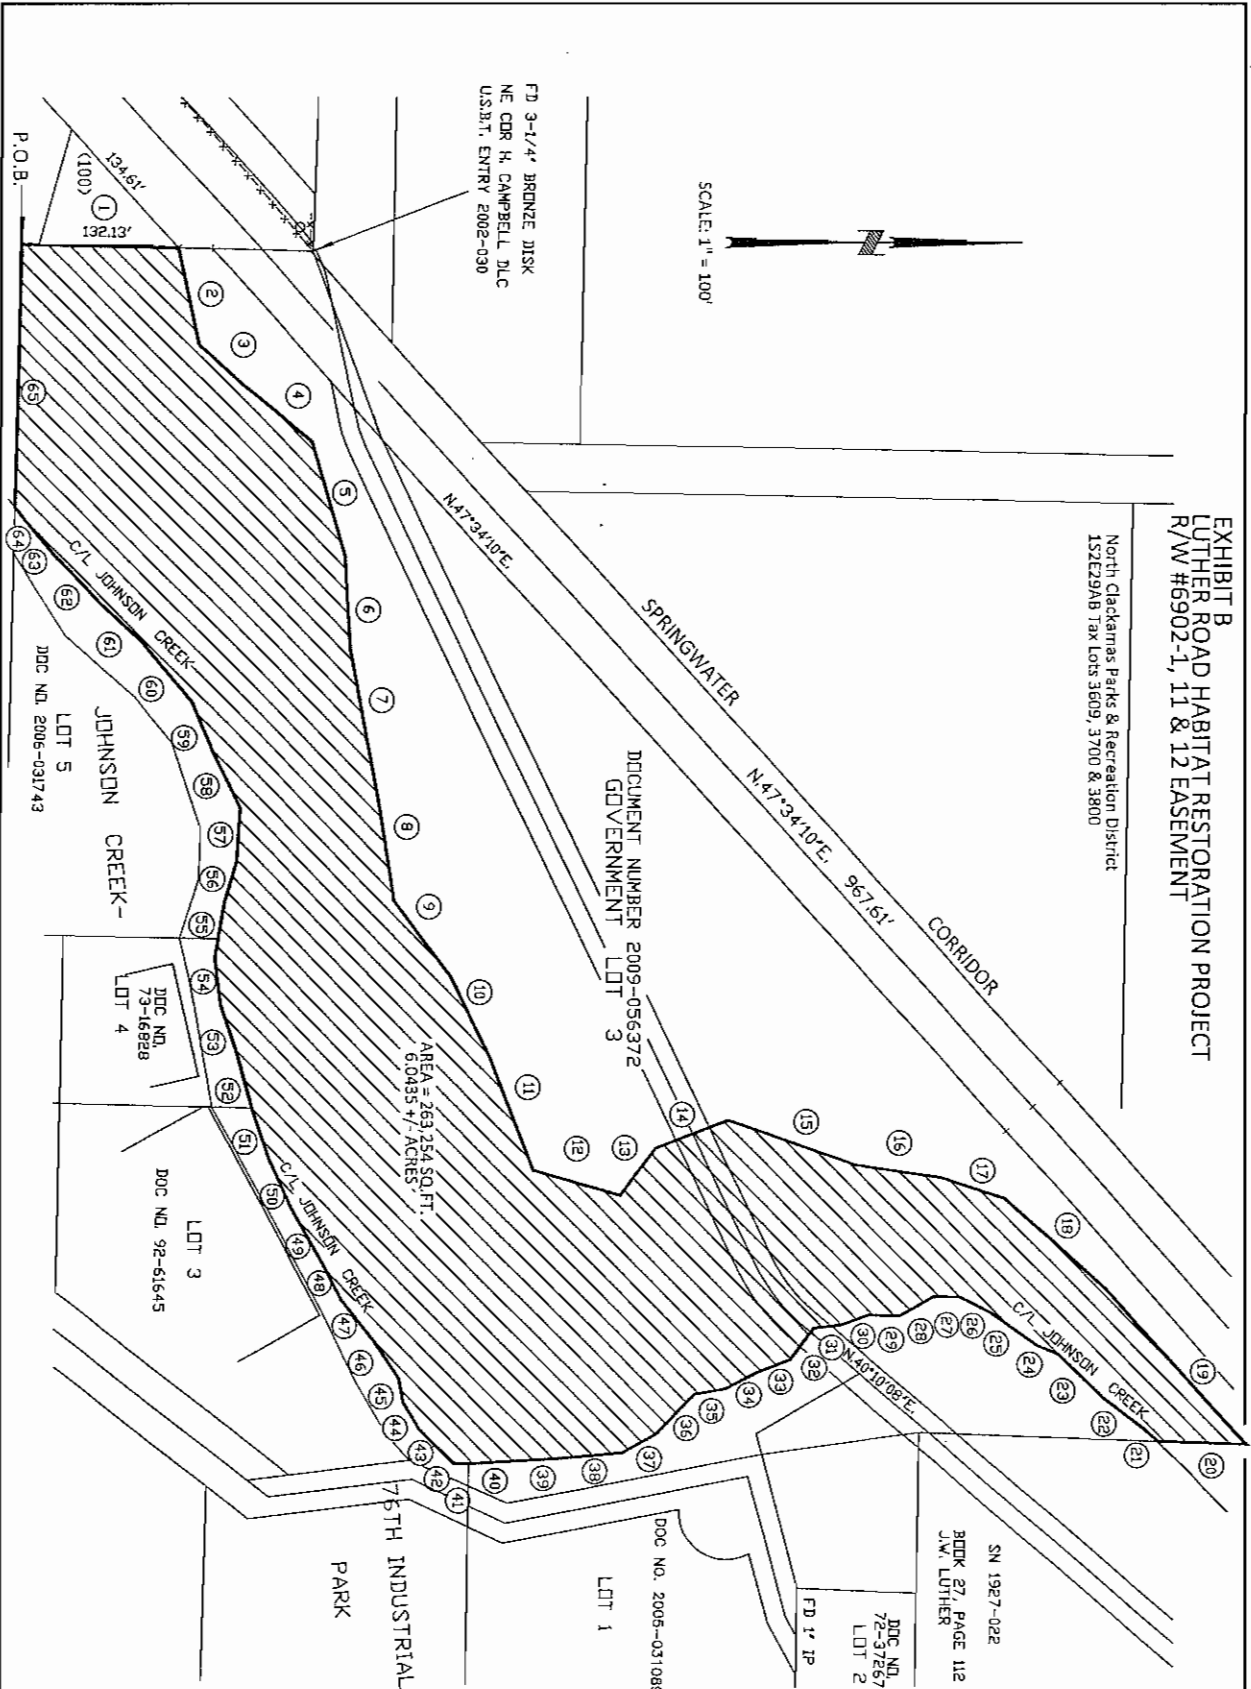 EXHIBIT B
LUTHER ROAD HABITAT RESTORATION PROJECT
R/W #6902-1, 11 & 12 EASEMENT
North Clackamas Parks & Recreation District
1S2E29AB Tax Lots 3609, 3700 & 3800
SCALE: 1" = 100'
FD 3-1/4" BRONZE DISK
NE COR H. CAMPBELL DLC
U.S.B.T. ENTRY 2002-030
SPRINGWATER
CORRIDOR
N.47°34'10"E.
N.47°34'10"E. 967.61'
DOCUMENT NUMBER 2009-056372
GOVERNMENT LOT 3
134.61'
(100)
1
132.13'
P.O.B.
2
3
4
5
6
7
8
9
10
11
12
13
14
15
16
17
18
19
20
21
22
23
24
25
26
27
28
29
30
31
32
33
34
35
36
37
38
39
40
41
42
43
44
45
46
47
48
49
50
51
52
53
54
55
56
57
58
59
60
61
62
63
64
65
C/L JOHNSON CREEK
N.40°10'08"E.
AREA = 263,254 SQ.FT.
6.0435 +/- ACRES
C/L JOHNSON CREEK
C/L JOHNSON CREEK
JOHNSON CREEK-
LOT 5
DOC NO. 2006-031743
DOC NO.
73-16828
LOT 4
LOT 3
DOC NO. 92-61645
76TH INDUSTRIAL
PARK
DOC NO. 2005-031089
LOT 1
SN 1927-022
BOOK 27, PAGE 112
J.W. LUTHER
DOC NO.
72-37267
LOT 2
FD 1" IP